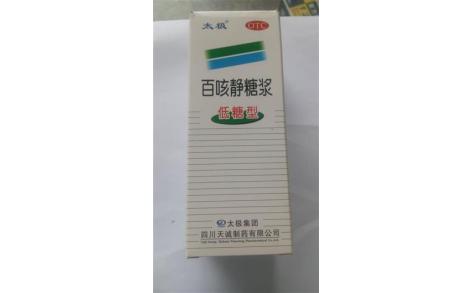 太极® OTC
百咳静糖浆
低糖型
太极集团
四川天诚制药有限公司